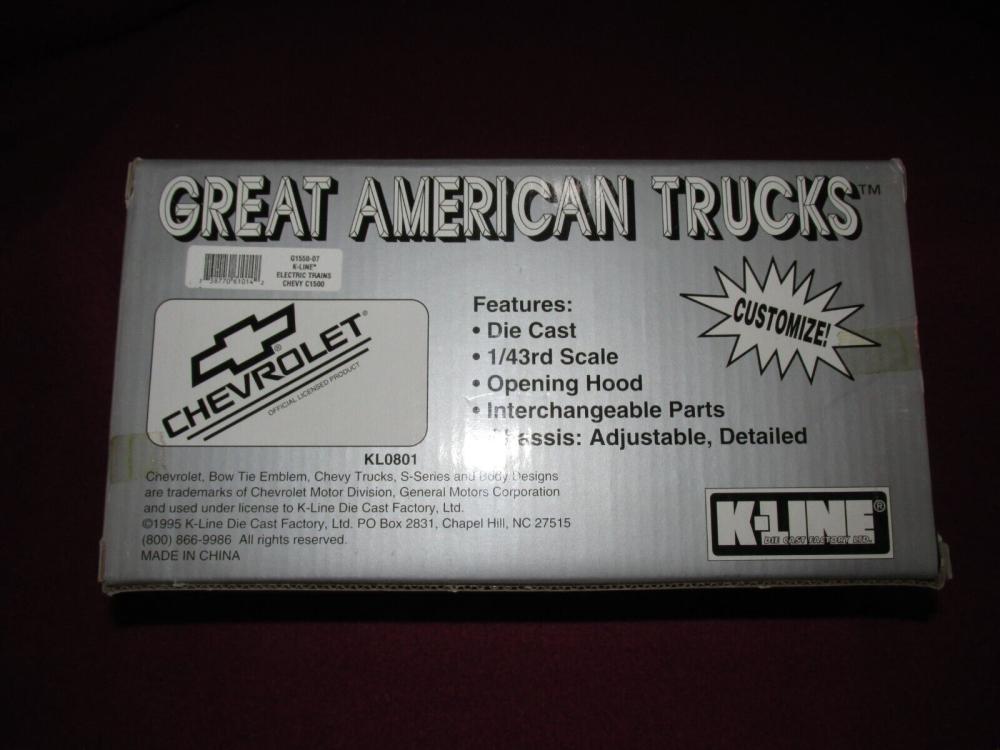 GREAT AMERICAN TRUCKS™
G1550-07
K-LINE™
ELECTRIC TRAINS
CHEVY C1500
CHEVROLET®
OFFICIAL LICENSED PRODUCT
Features:
• Die Cast
• 1/43rd Scale
• Opening Hood
• Interchangeable Parts
Adjustable, Detailed
CUSTOMIZE!
KL0801
Chevrolet, Bow Tie Emblem, Chevy Trucks, S-Series and Body Designs
are trademarks of Chevrolet Motor Division, General Motors Corporation
and used under license to K-Line Die Cast Factory, Ltd.
©1995 K-Line Die Cast Factory, Ltd. PO Box 2831, Chapel Hill, NC 27515
(800) 866-9986 All rights reserved.
MADE IN CHINA
K-LINE®
DIE CAST FACTORY LTD.